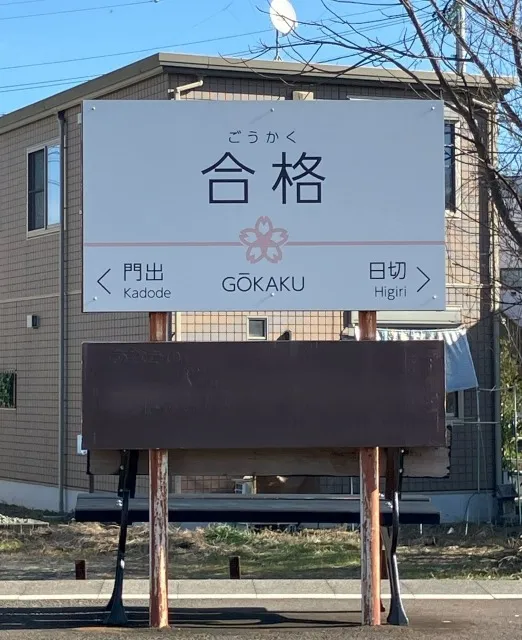 ごうかく
合格
< 門出 GŌKAKU 日切 >
Kadode Higiri